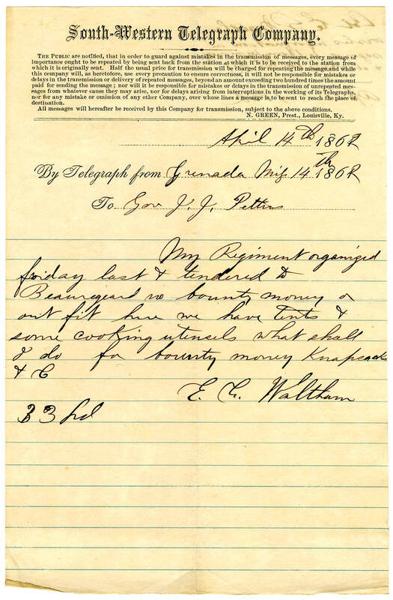 South-Western Telegraph Company.
THE PUBLIC are notified, that in order to guard against mistakes in the transmission of messages, every message of
importance ought to be repeated by being sent back from the station at which it is to be received to the station from
which it is originally sent. Half the usual price for transmission will be charged for repeating the message, and while
this company will, as heretofore, use every precaution to ensure correctness, it will not be responsible for mistakes or
delays in the transmission or delivery of repeated messages, beyond an amount exceeding two hundred times the amount
paid for sending the message; nor will it be responsible for mistakes or delays in the transmission of unrepeated mes-
sages from whatever cause they may arise, nor for delays arising from interruptions in the working of its Telegraphs,
nor for any mistake or omission of any other Company, over whose lines a message is to be sent to reach the place of
destination.
All messages will hereafter be received by this Company for transmission, subject to the above conditions.
N. GREEN, Prest., Louisville, Ky.
April 14th 1862
By Telegraph from Grenada 14th 1862
To Gov J. J. Pettus
My Regiment organized
friday last & tendered to
Beauregard no bounty money or
out fit here we have tents &
some cooking utensels what shall
I do for bounty money Knapsacks
& C
E. C. Waltham
33 pd